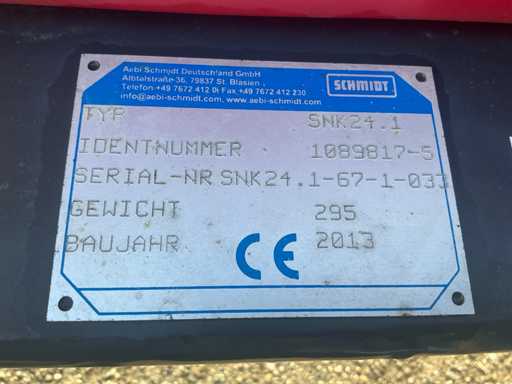 Aebi Schmidt Deutschland GmbH
Albtalstraße 36, 79837 St. Blasien
Telefon +49 7672 412 0 Fax +49 7672 412 230
info@aebi-schmidt.com, www.aebi-schmidt.com
SCHMIDT
TYP SNK24.1
IDENTNUMMER 1089817-5
SERIAL-NR SNK24.1-67-1-033
GEWICHT 295
BAUJAHR 2013
CE